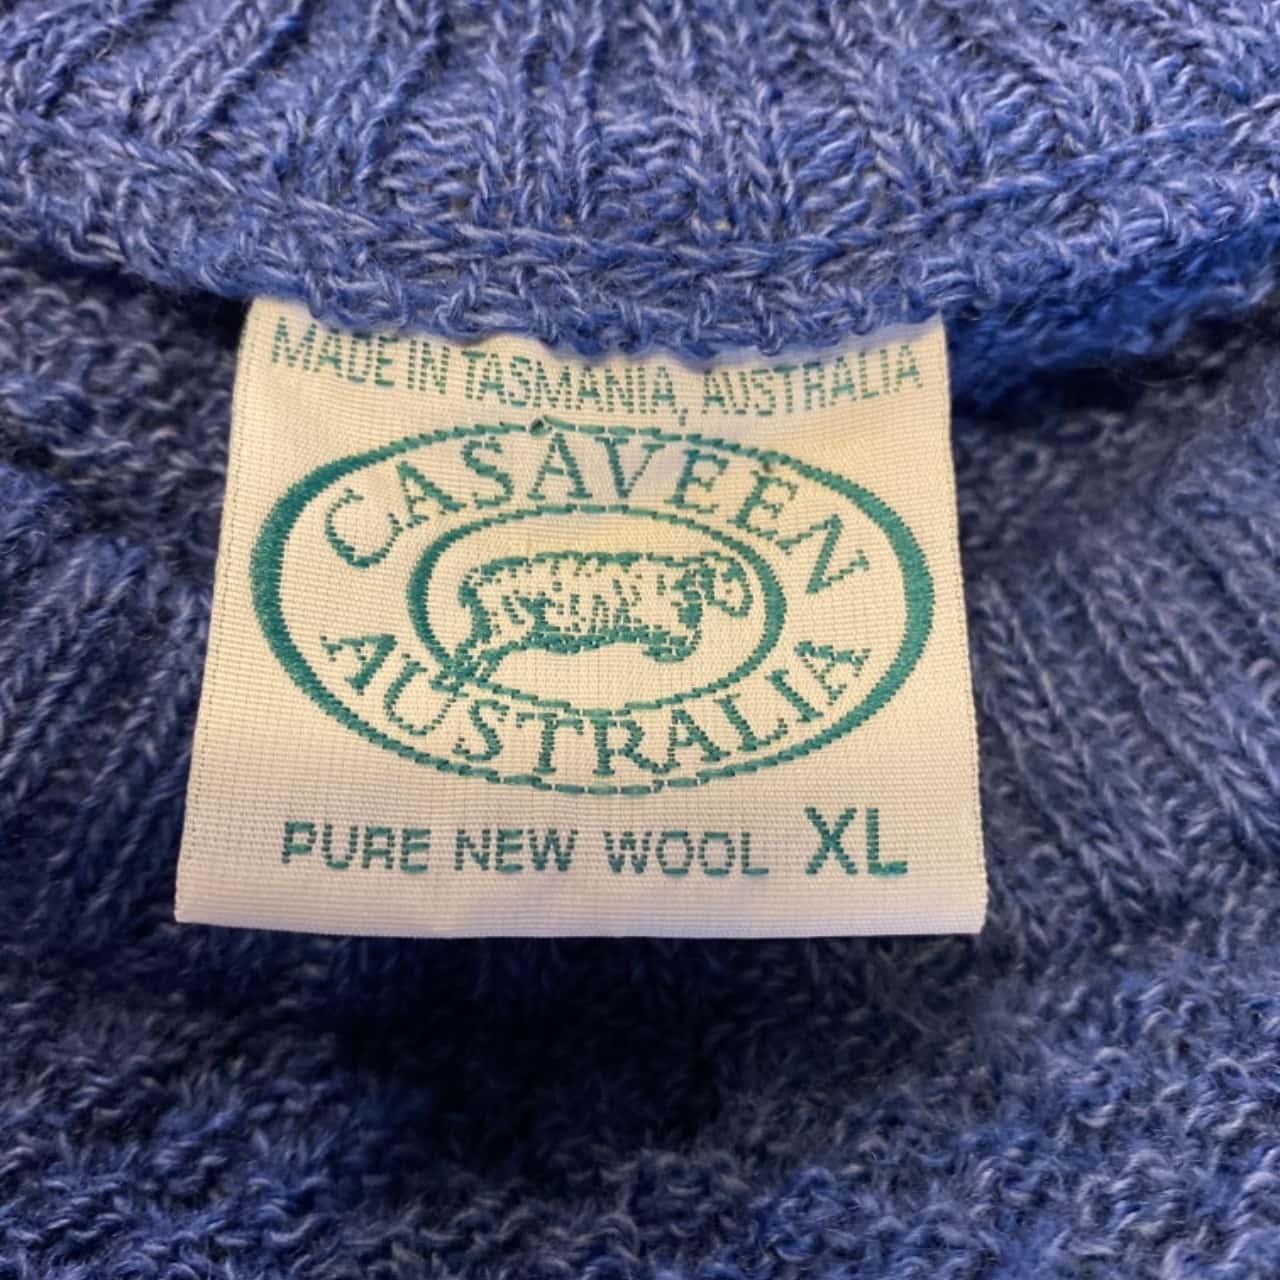 MADE IN TASMANIA, AUSTRALIA
CASAVEEN
AUSTRALIA
PURE NEW WOOL XL